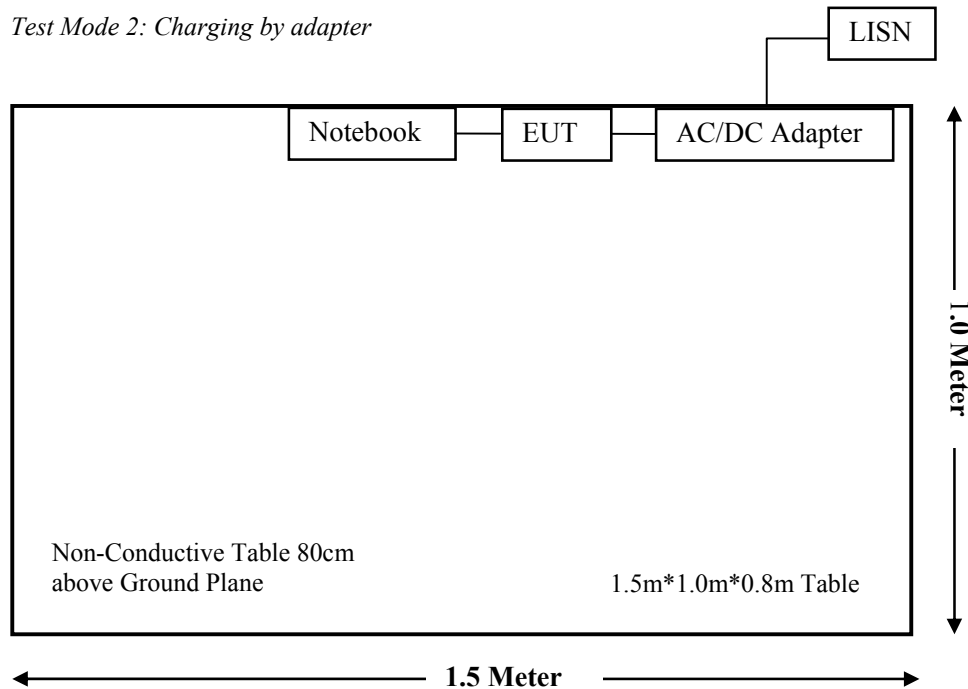 Test Mode 2: Charging by adapter
LISN
Notebook
EUT
AC/DC Adapter
1.0 Meter
Non-Conductive Table 80cm
above Ground Plane
1.5m*1.0m*0.8m Table
1.5 Meter